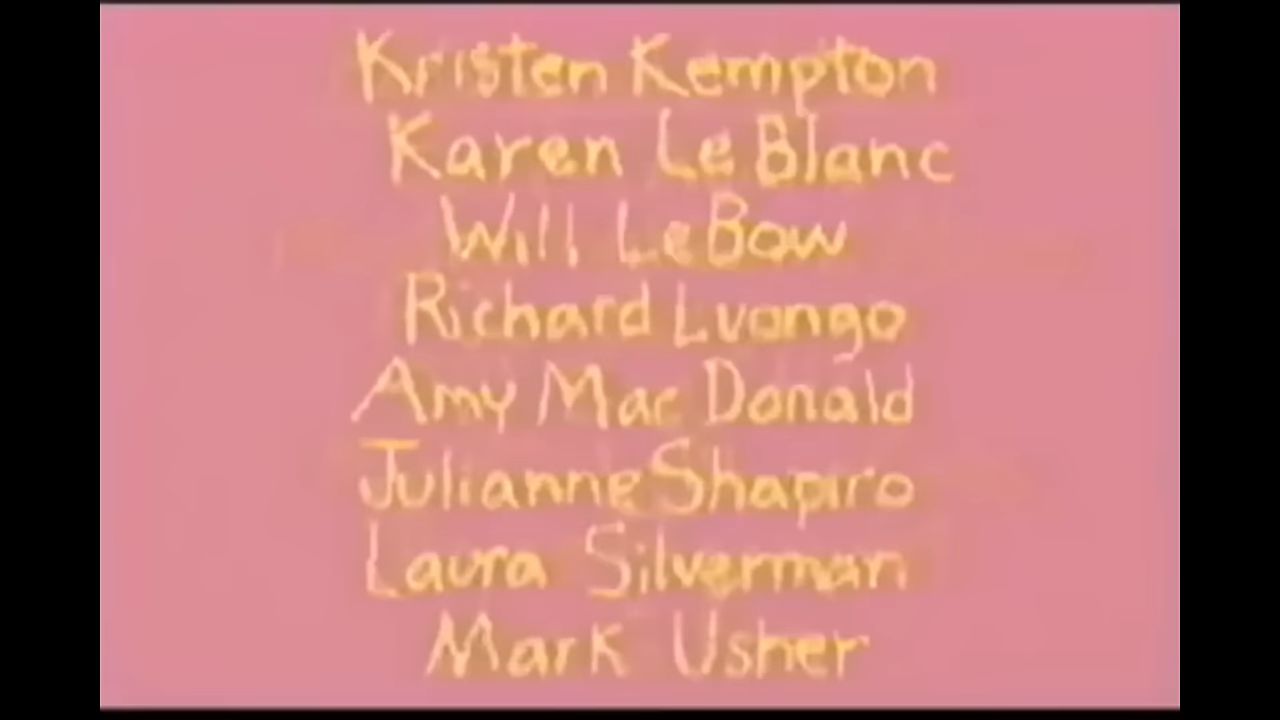 Kristen Kempton
Karen Le Blanc
Will LeBow
Richard Luongo
Amy Mac Donald
Julianne Shapiro
Laura Silverman
Mark Usher